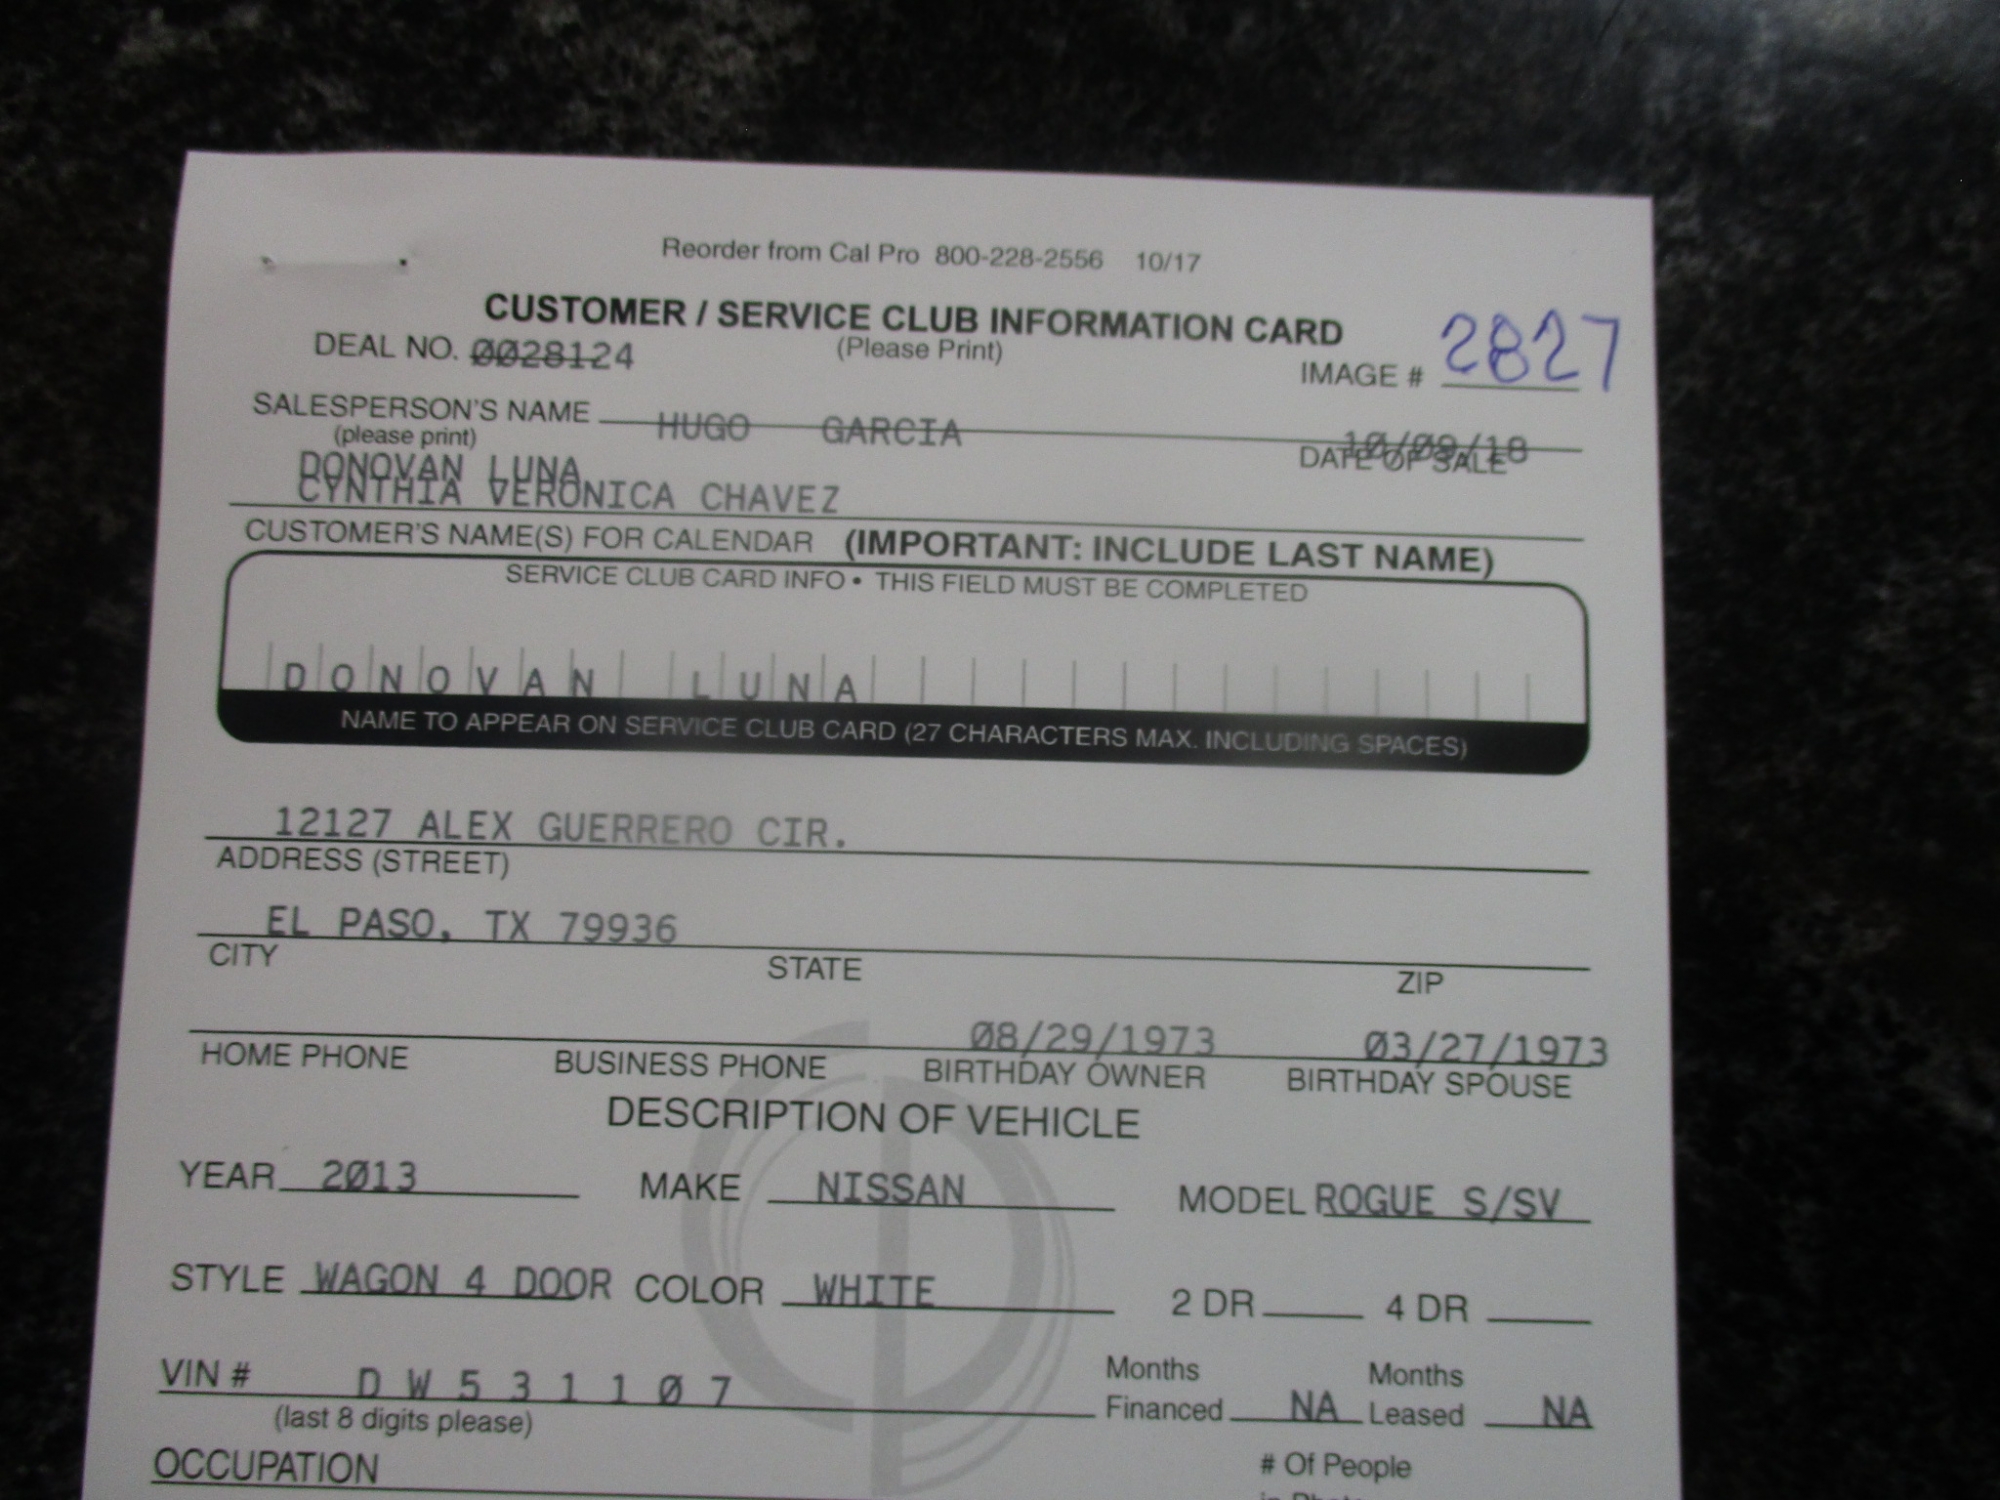 Reorder from Cal Pro 800-228-2556 10/17
CUSTOMER / SERVICE CLUB INFORMATION CARD
DEAL NO. 0028124 (Please Print) IMAGE # 2827
SALESPERSON'S NAME HUGO GARCIA 10/09/18
(please print) DATE OF SALE
DONOVAN LUNA
CYNTHIA VERONICA CHAVEZ
CUSTOMER'S NAME(S) FOR CALENDAR (IMPORTANT: INCLUDE LAST NAME)
SERVICE CLUB CARD INFO • THIS FIELD MUST BE COMPLETED
DONOVAN LUNA
NAME TO APPEAR ON SERVICE CLUB CARD (27 CHARACTERS MAX. INCLUDING SPACES)
12127 ALEX GUERRERO CIR.
ADDRESS (STREET)
EL PASO, TX 79936
CITY STATE ZIP
08/29/1973 03/27/1973
HOME PHONE BUSINESS PHONE BIRTHDAY OWNER BIRTHDAY SPOUSE
DESCRIPTION OF VEHICLE
YEAR 2013 MAKE NISSAN MODEL ROGUE S/SV
STYLE WAGON 4 DOOR COLOR WHITE 2 DR 4 DR
VIN # D W 5 3 1 1 0 7 Months Financed NA Months Leased NA
(last 8 digits please)
OCCUPATION # Of People